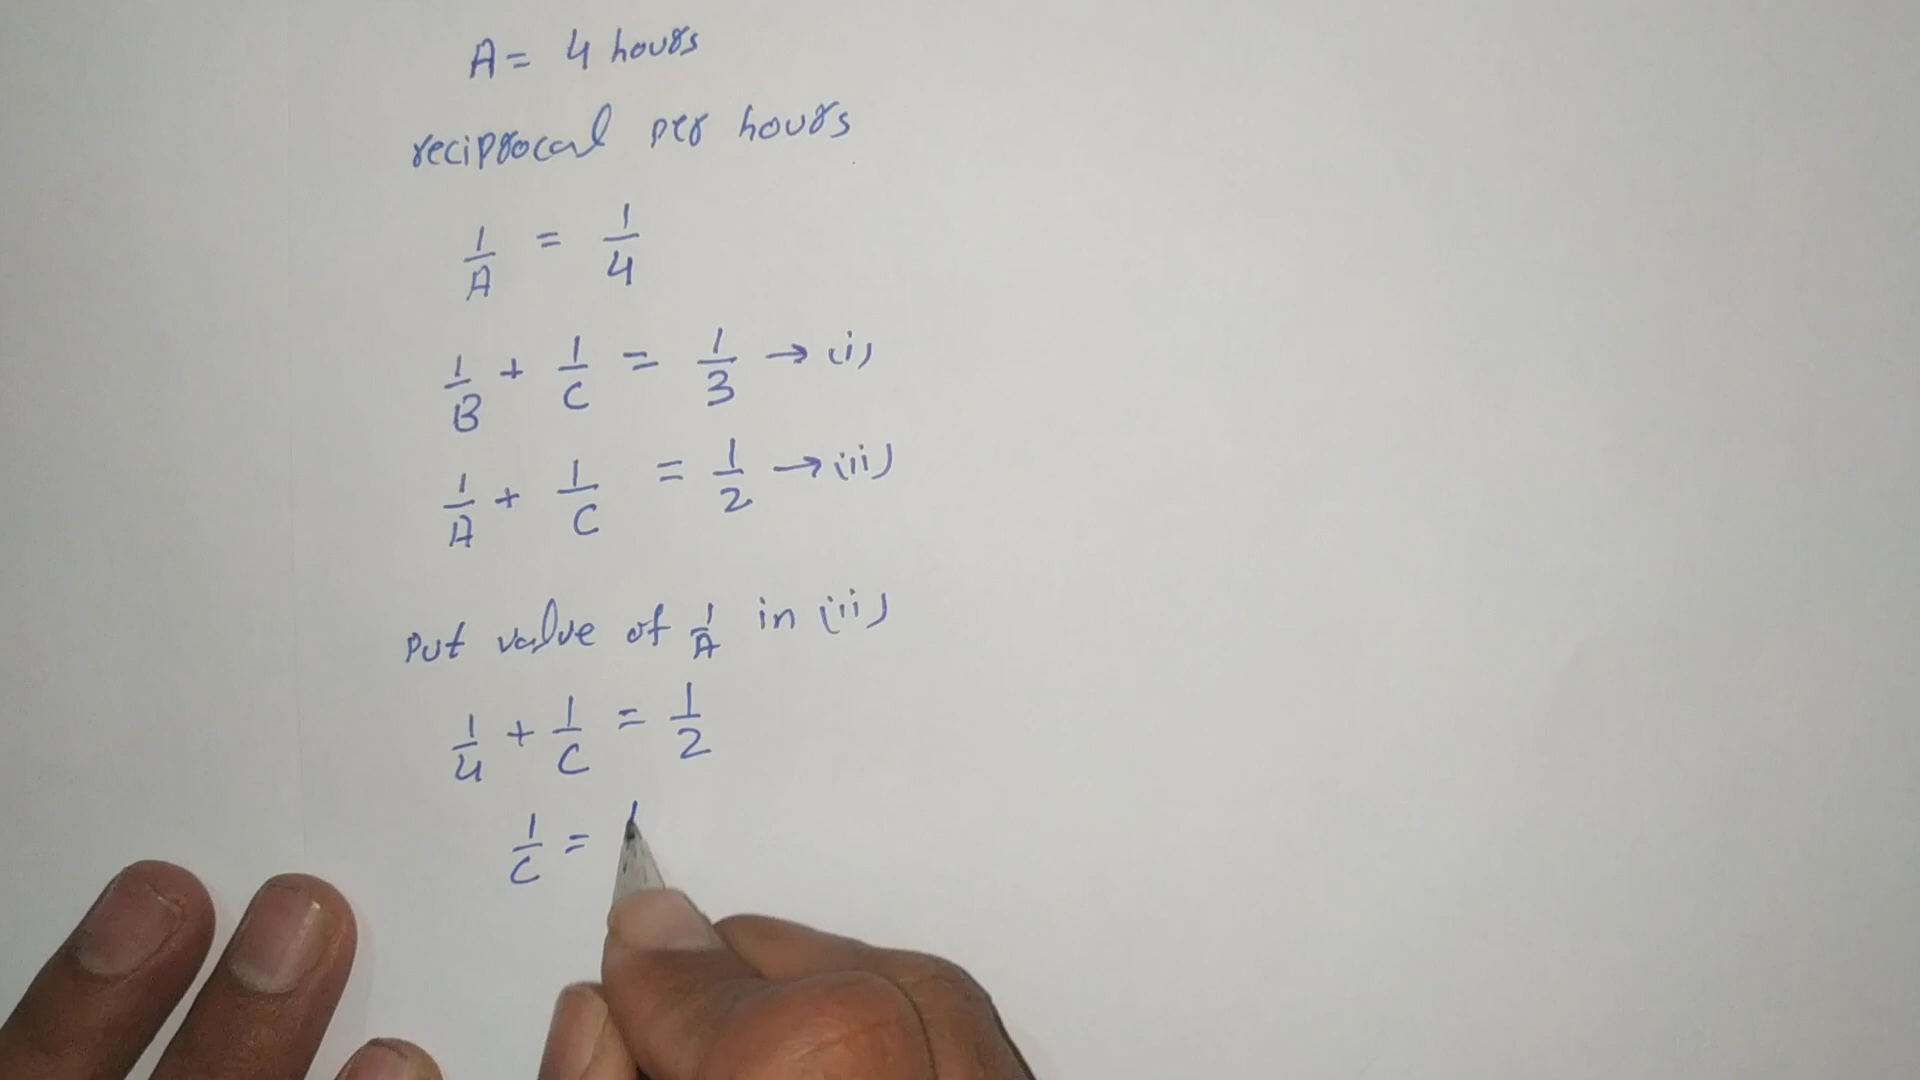 A = 4 hours
reciprocal per hours
1/A = 1/4
1/B + 1/C = 1/3 → (i)
1/A + 1/C = 1/2 → (ii)
Put value of 1/A in (ii)
1/4 + 1/C = 1/2
1/C = 1